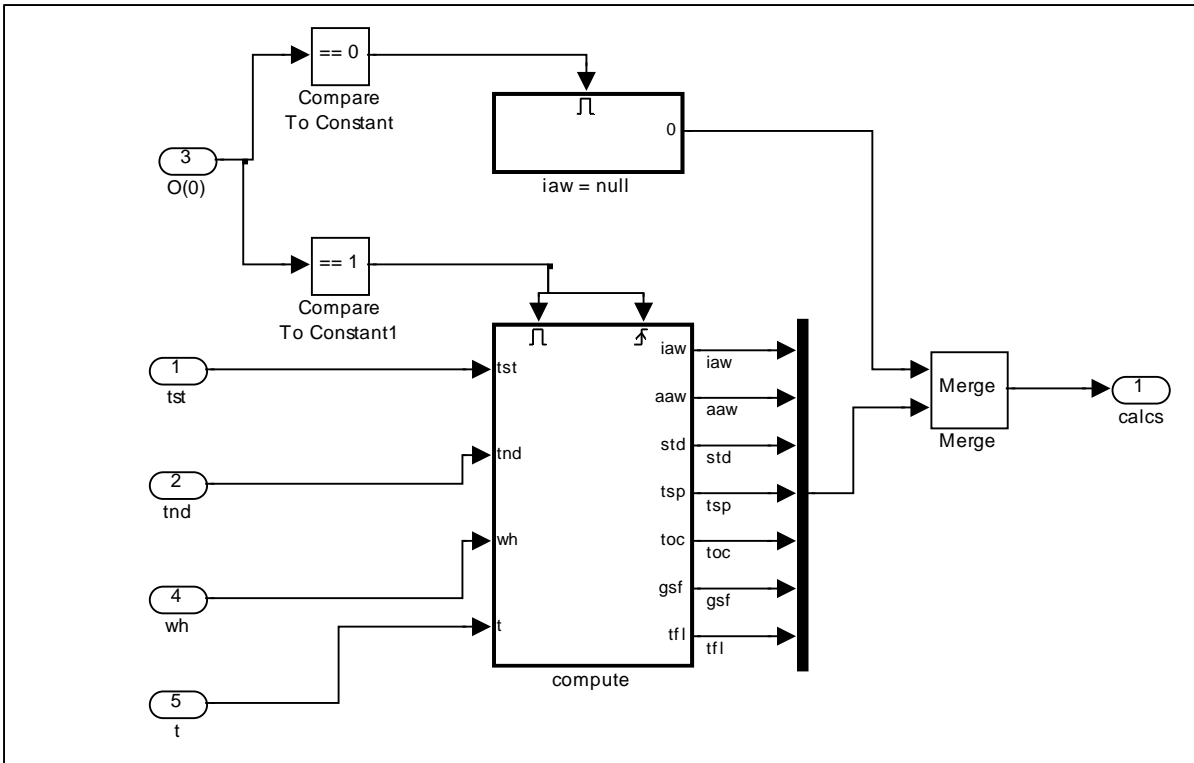 == 0
Compare
To Constant
0
iaw = null
3
O(0)
== 1
Compare
To Constant1
1
tst
2
tnd
4
wh
5
t
tst
tnd
wh
t
iaw
aaw
std
tsp
toc
gsf
tfl
compute
iaw
aaw
std
tsp
toc
gsf
tfl
Merge
Merge
1
calcs